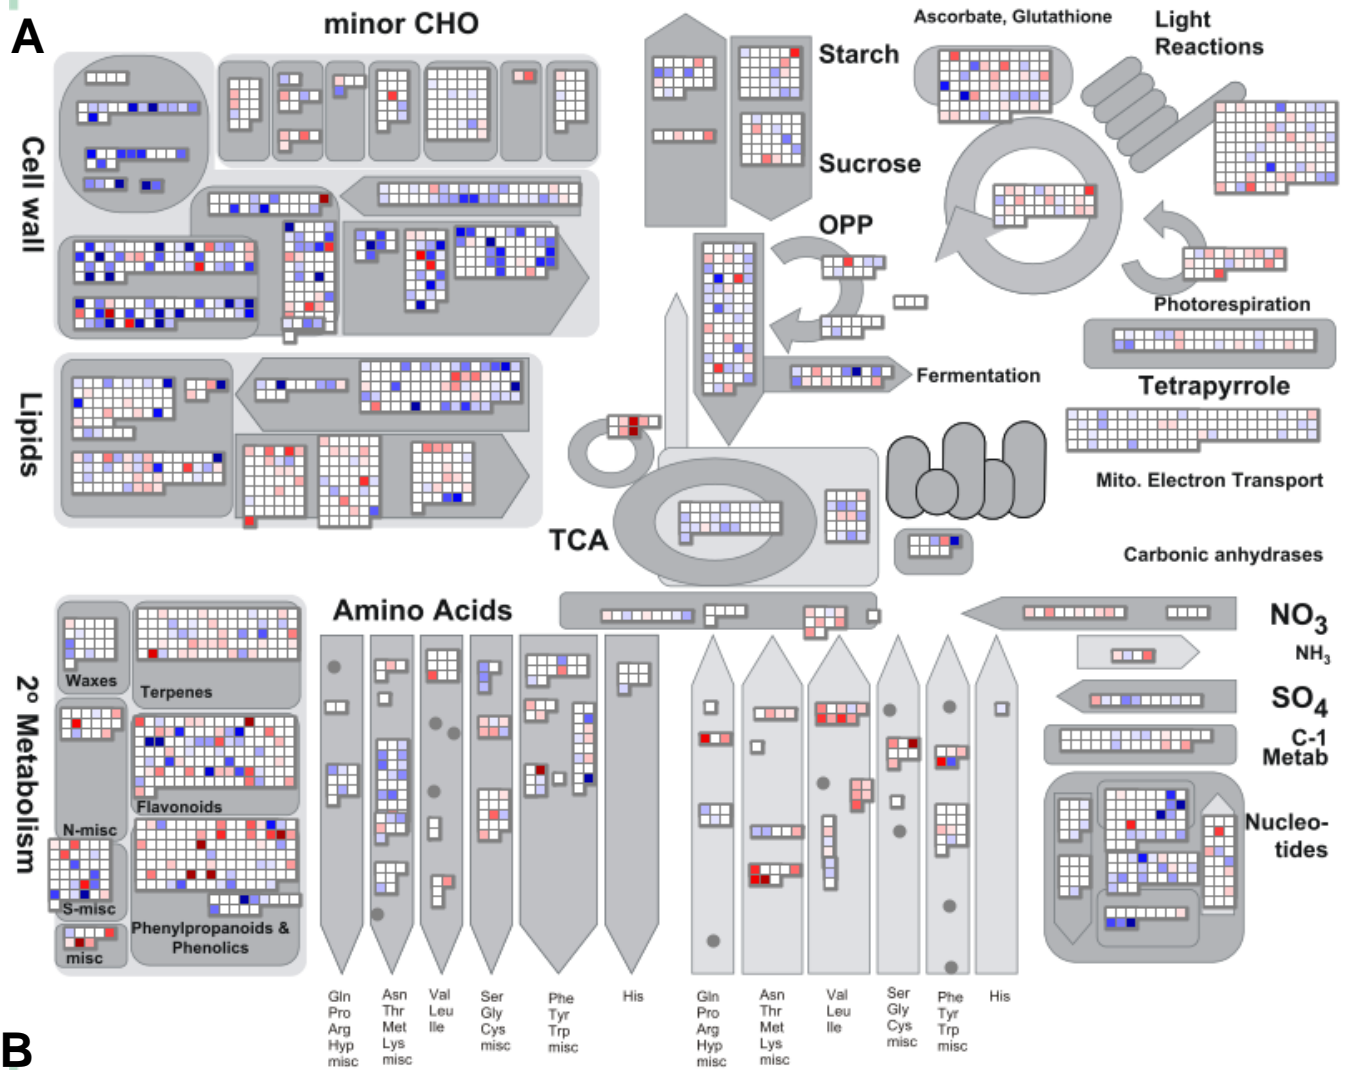 A
minor CHO
Ascorbate, Glutathione
Light
Reactions
Starch
Sucrose
Cell wall
OPP
Photorespiration
Fermentation
Tetrapyrrole
Lipids
Mito. Electron Transport
TCA
Carbonic anhydrases
Amino Acids
NO3
NH3
SO4
C-1
Metab
2º Metabolism
Waxes
Terpenes
Flavonoids
N-misc
S-misc
Phenylpropanoids &
Phenolics
misc
Nucleo-
tides
Gln
Pro
Arg
Hyp
misc
Asn
Thr
Met
Lys
misc
Val
Leu
Ile
Ser
Gly
Cys
misc
Phe
Tyr
Trp
misc
His
Gln
Pro
Arg
Hyp
misc
Asn
Thr
Met
Lys
misc
Val
Leu
Ile
Ser
Gly
Cys
misc
Phe
Tyr
Trp
misc
His
B